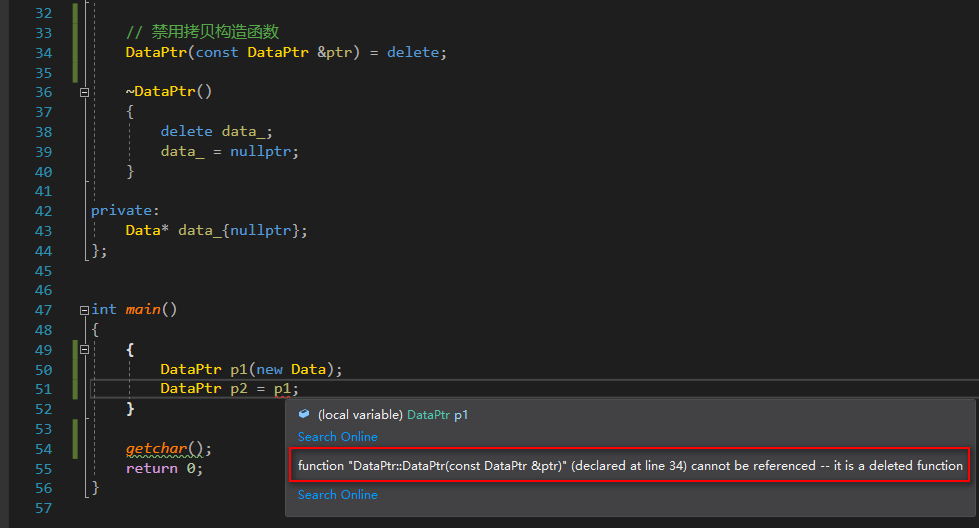 32
33 // 禁用拷贝构造函数
34 DataPtr(const DataPtr &ptr) = delete;
35
36 ~DataPtr()
37 {
38 delete data_;
39 data_ = nullptr;
40 }
41
42 private:
43 Data* data_{nullptr};
44 };
45
46
47 int main()
48 {
49 {
50 DataPtr p1(new Data);
51 DataPtr p2 = p1;
52 }
(local variable) DataPtr p1
53
Search Online
54 getchar();
function "DataPtr::DataPtr(const DataPtr &ptr)" (declared at line 34) cannot be referenced -- it is a deleted function
55 return 0;
56 }
Search Online
57